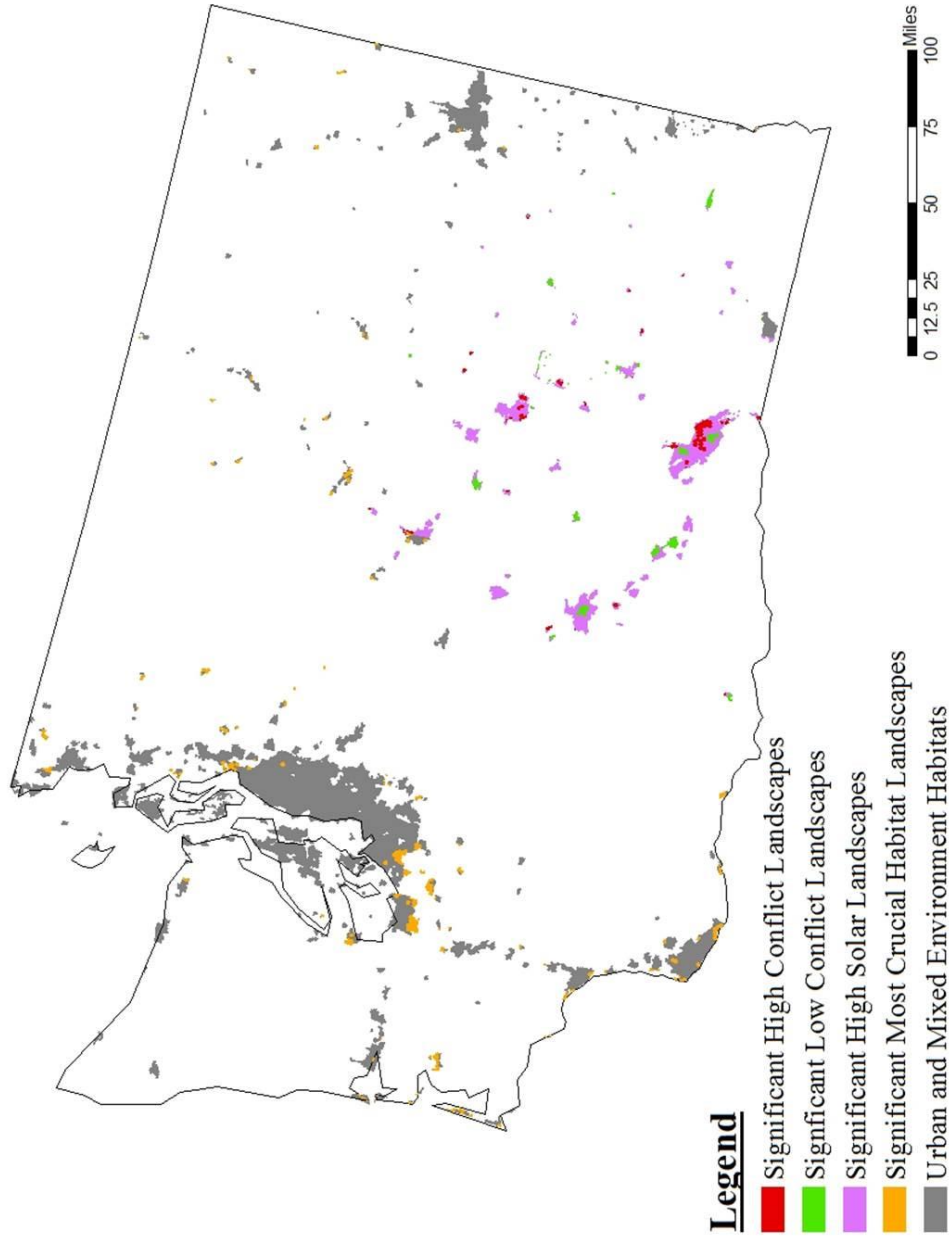 Legend
Significant High Conflict Landscapes
Signficant Low Conflict Landscapes
Significant High Solar Landscapes
Significant Most Crucial Habitat Landscapes
Urban and Mixed Environment Habitats
0 12.5 25 50 75 100
Miles